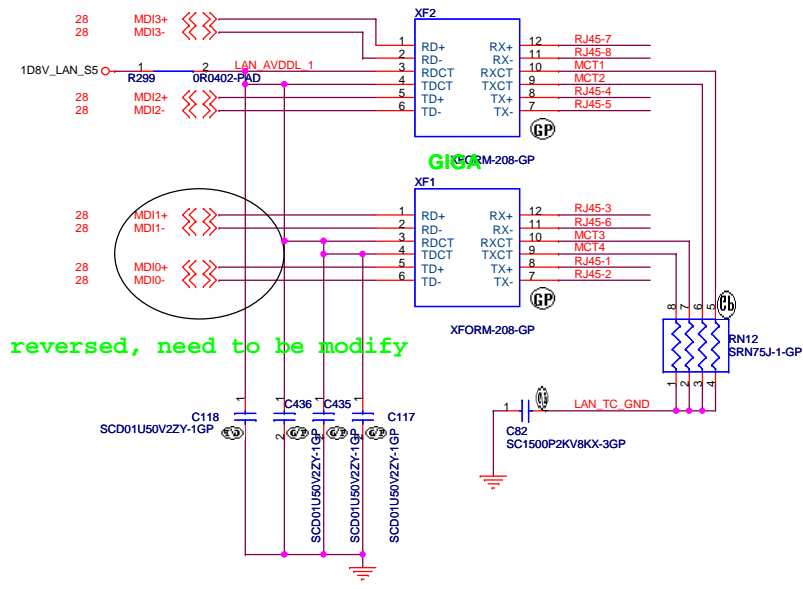 XF2
28 MDI3+
28 MDI3-
1 RD+ RX+ 12 RJ45-7
2 RD- RX- 11 RJ45-8
1D8V_LAN_S5 1 2 LAN_AVDDL_1 3 RDCT RXCT 10 MCT1
R299 0R0402-PAD
4 TDCT TXCT 9 MCT2
28 MDI2+ 5 TD+ TX+ 8 RJ45-4
28 MDI2- 6 TD- TX- 7 RJ45-5
GP
GIGA
XFORM-208-GP
XF1
28 MDI1+ 1 RD+ RX+ 12 RJ45-3
28 MDI1- 2 RD- RX- 11 RJ45-6
3 RDCT RXCT 10 MCT3
4 TDCT TXCT 9 MCT4
28 MDI0+ 5 TD+ TX+ 8 RJ45-1
28 MDI0- 6 TD- TX- 7 RJ45-2
GP
XFORM-208-GP
8 7 6 5
RN12
SRN75J-1-GP
1 2 3 4
reversed, need to be modify
1 1 1 1
C118 C436 C435 C117
2 2 2
SCD01U50V2ZY-1GP
SCD01U50V2ZY-1GP
SCD01U50V2ZY-1GP
SCD01U50V2ZY-1GP
1 LAN_TC_GND
C82
SC1500P2KV8KX-3GP